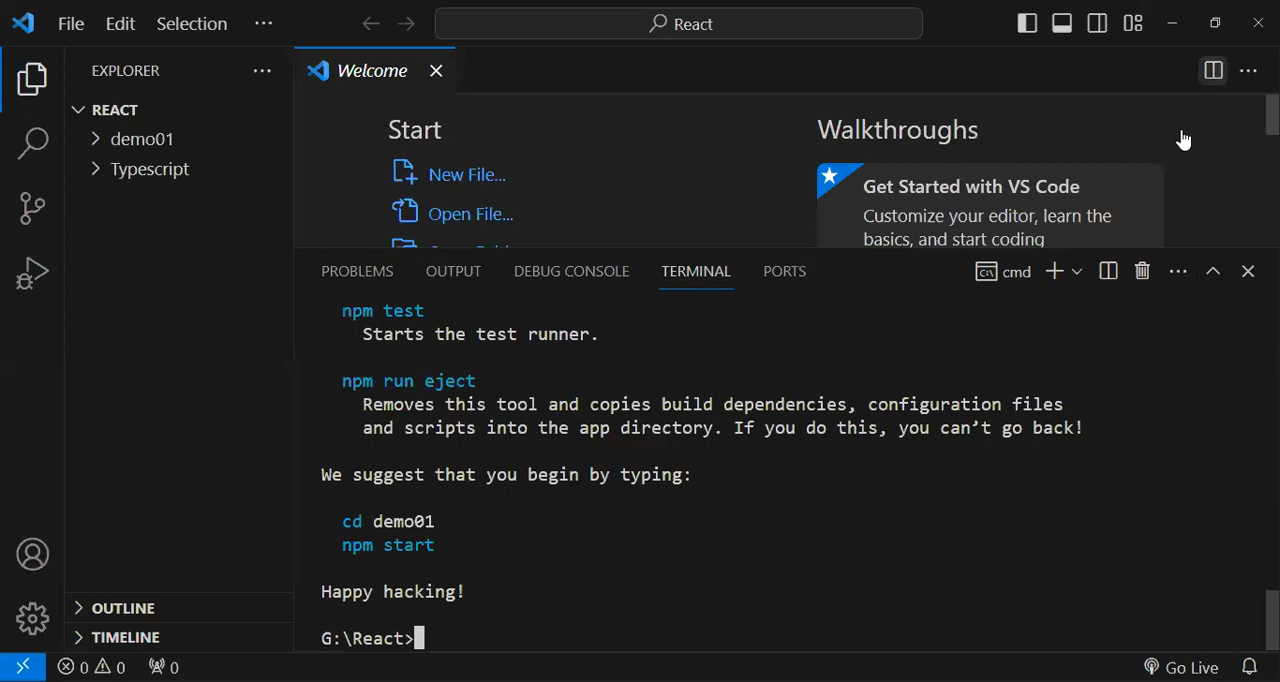 File Edit Selection ··· React
EXPLORER ···
Welcome
REACT
demo01
Typescript
Start
New File...
Open File...
Walkthroughs
Get Started with VS Code
Customize your editor, learn the
basics, and start coding
PROBLEMS OUTPUT DEBUG CONSOLE TERMINAL PORTS
cmd
npm test
Starts the test runner.
npm run eject
Removes this tool and copies build dependencies, configuration files
and scripts into the app directory. If you do this, you can’t go back!
We suggest that you begin by typing:
cd demo01
npm start
Happy hacking!
G:\React>
OUTLINE
TIMELINE
0 0 0 Go Live